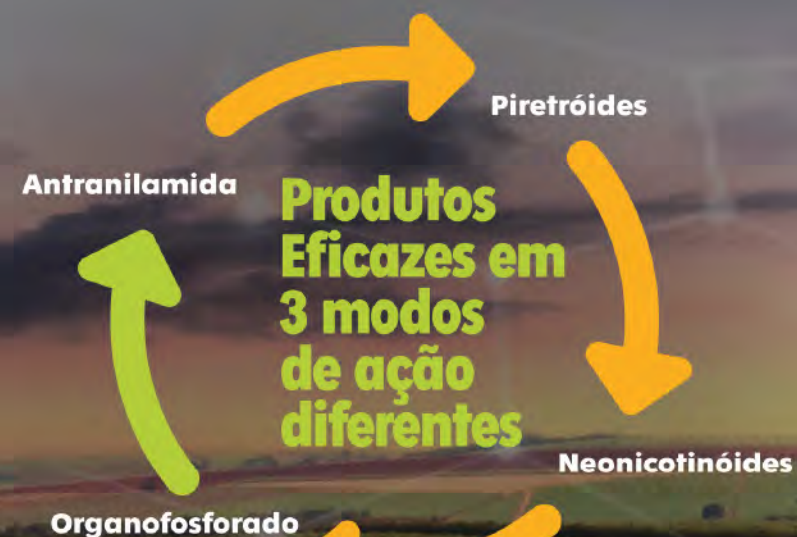 Piretróides
Antranilamida
Produtos
Eficazes em
3 modos
de ação
diferentes
Neonicotinóides
Organofosforado